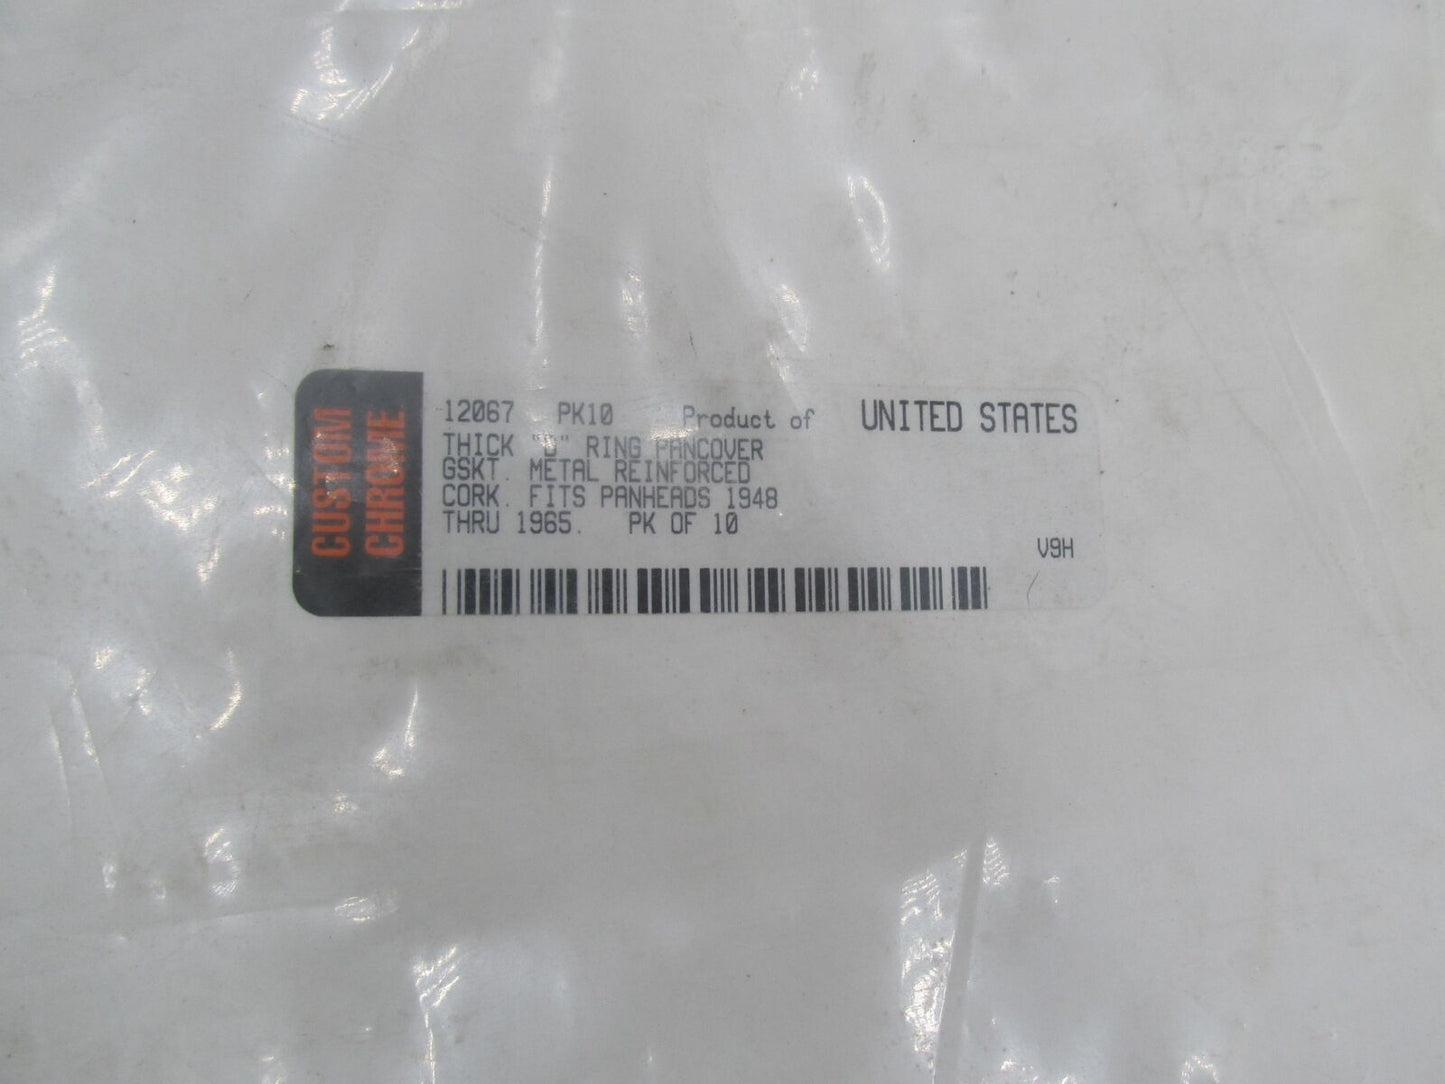 CUSTOM
CHROME.
12067 PK10 Product of UNITED STATES
THICK "D" RING PANCOVER
GSKT. METAL REINFORCED
CORK. FITS PANHEADS 1948
THRU 1965. PK OF 10
V9H